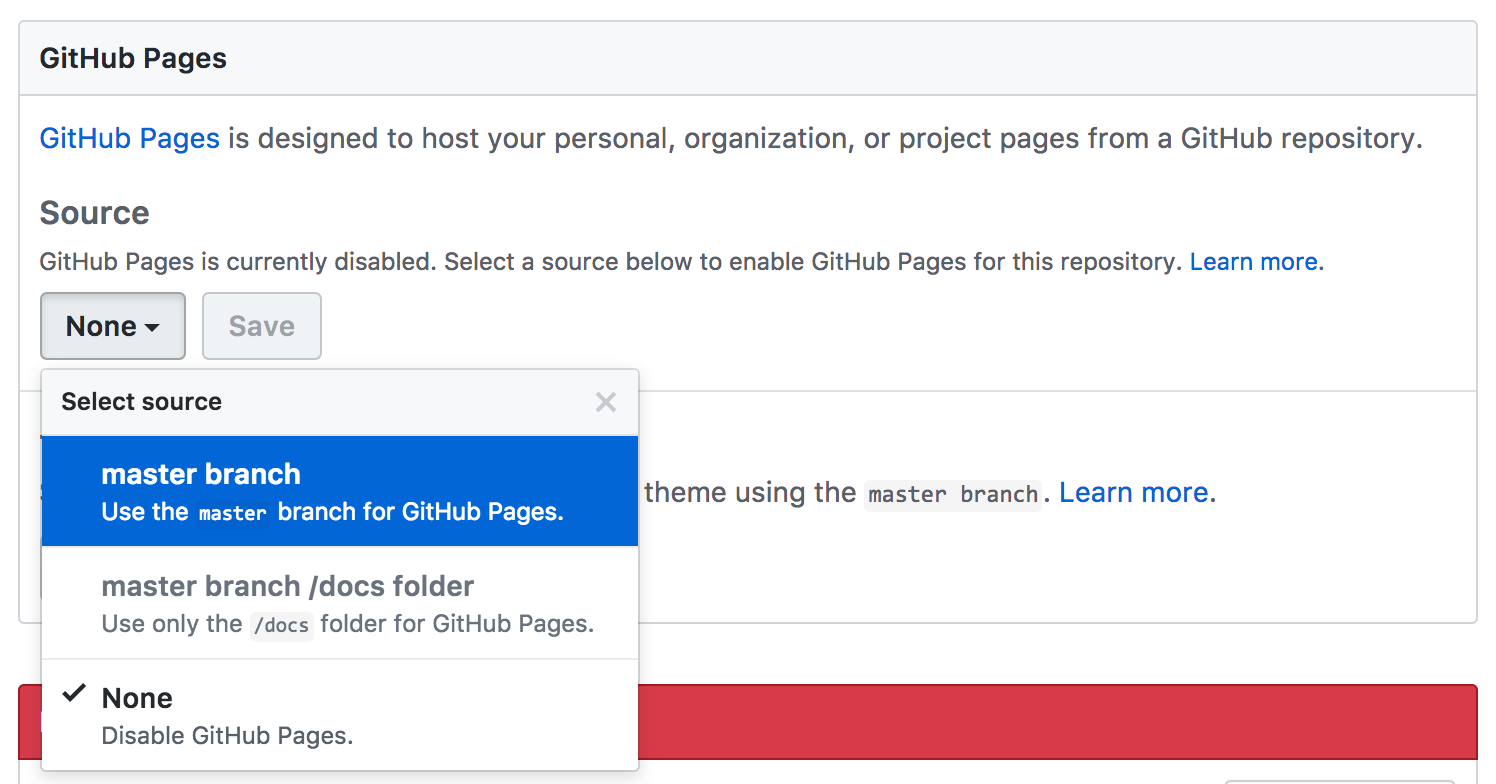 GitHub Pages
GitHub Pages is designed to host your personal, organization, or project pages from a GitHub repository.
Source
GitHub Pages is currently disabled. Select a source below to enable GitHub Pages for this repository. Learn more.
None Save
Select source
master branch
Use the master branch for GitHub Pages.
theme using the master branch. Learn more.
master branch /docs folder
Use only the /docs folder for GitHub Pages.
None
Disable GitHub Pages.